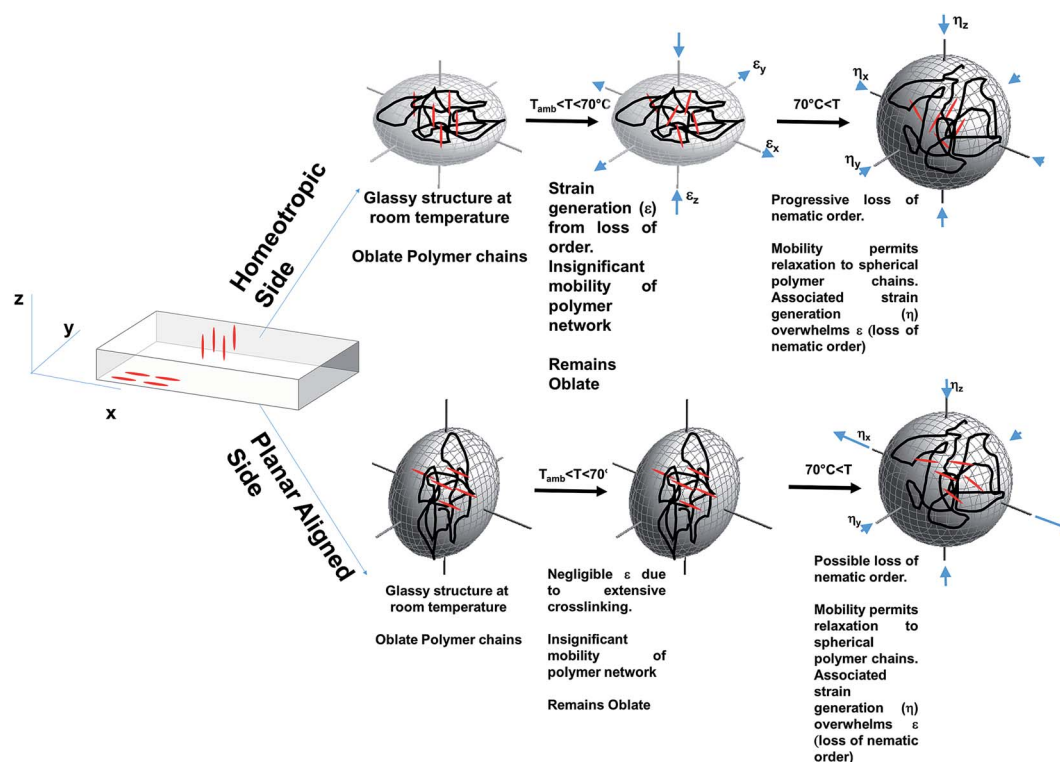 z
y
x
Homeotropic
Side
Glassy structure at
room temperature
Oblate Polymer chains
Tamb<T<70°C
εy
εx
εz
Strain
generation (ε)
from loss of
order.
Insignificant
mobility of
polymer
network
Remains
Oblate
70°C<T
ηz
ηx
ηy
Progressive loss of
nematic order.
Mobility permits
relaxation to spherical
polymer chains.
Associated strain
generation (η)
overwhelms ε (loss of
nematic order)
Planar Aligned
Side
Glassy structure at
room temperature
Oblate Polymer chains
Tamb<T<70°
Negligible ε due
to extensive
crosslinking.
Insignificant
mobility of
polymer network
Remains Oblate
70°C<T
ηz
ηx
ηy
Possible loss of
nematic order.
Mobility permits
relaxation to
spherical
polymer chains.
Associated
strain
generation (η)
overwhelms ε
(loss of nematic
order)